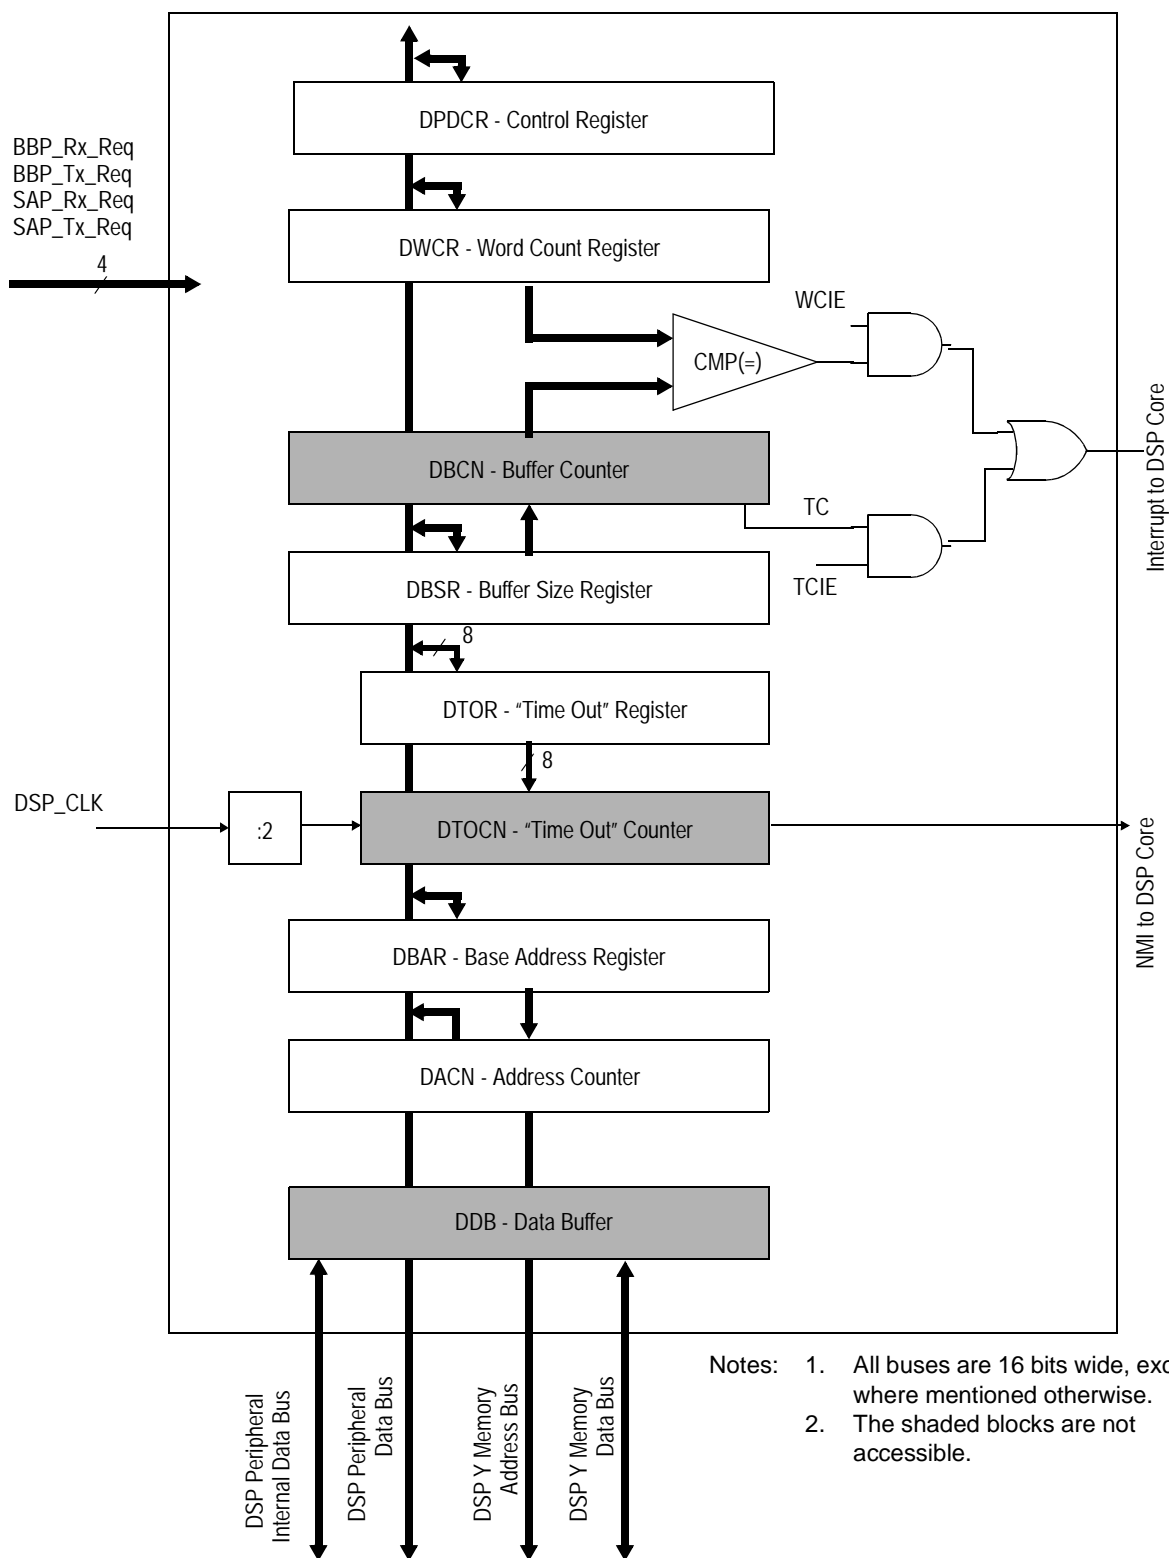 DPDCR - Control Register
BBP_Rx_Req
BBP_Tx_Req
SAP_Rx_Req
SAP_Tx_Req
4
DWCR - Word Count Register
WCIE
CMP(=)
Interrupt to DSP Core
DBCN - Buffer Counter
TC
TCIE
DBSR - Buffer Size Register
8
DTOR - “Time Out” Register
8
DSP_CLK
:2
DTOCN - “Time Out” Counter
NMI to DSP Core
DBAR - Base Address Register
DACN - Address Counter
DDB - Data Buffer
DSP Peripheral
Internal Data Bus
DSP Peripheral
Data Bus
DSP Y Memory
Address Bus
DSP Y Memory
Data Bus
Notes: 1. All buses are 16 bits wide,
where mentioned otherwise.
2. The shaded blocks are not
accessible.